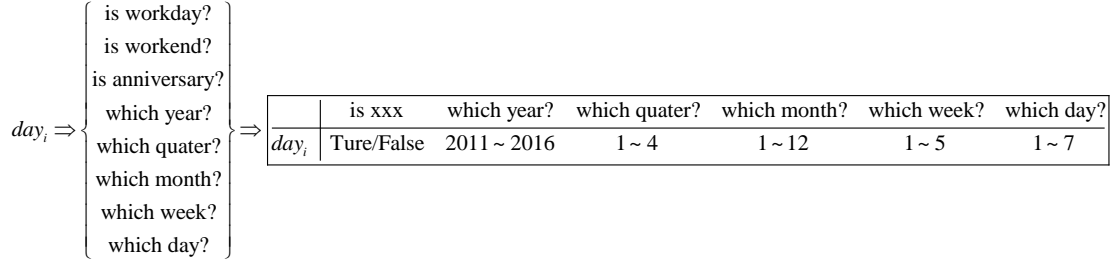 is workday?
is workend?
is anniversary?
which year?
day_i ⇒ which quater? ⇒
which month?
which week?
which day?
is xxx which year? which quater? which month? which week? which day?
day_i Ture/False 2011 ~ 2016 1 ~ 4 1 ~ 12 1 ~ 5 1 ~ 7